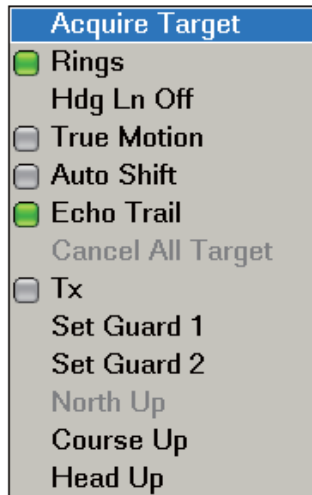 Acquire Target
Rings
Hdg Ln Off
True Motion
Auto Shift
Echo Trail
Cancel All Target
Tx
Set Guard 1
Set Guard 2
North Up
Course Up
Head Up